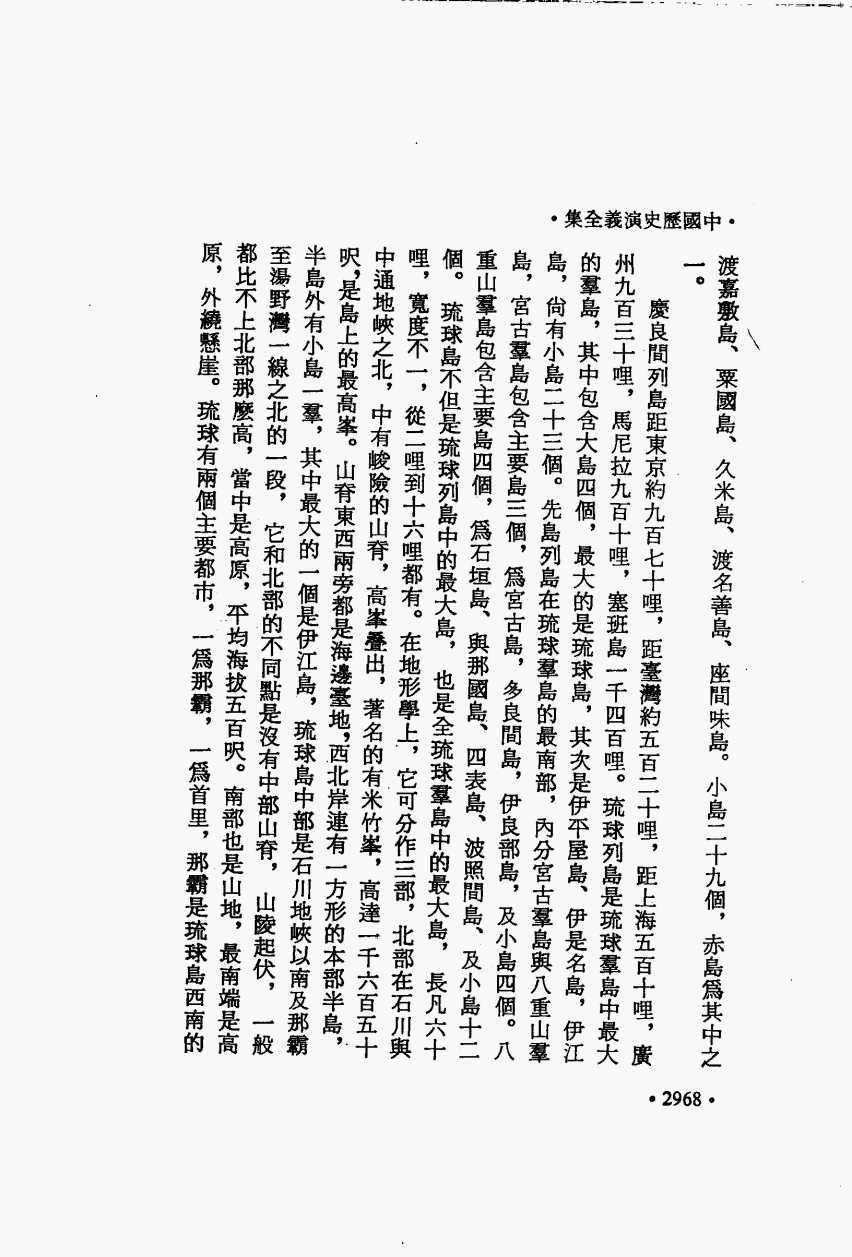 •中國歷史演義全集•
渡嘉敷島、粟國島、久米島、渡名善島、座間味島。小島二十九個，赤島爲其中之
一。
慶良間列島距東京約九百七十哩，距臺灣約五百二十哩，距上海五百十哩，廣
州九百三十哩，馬尼拉九百十哩，塞班島一千四百哩。琉球列島是琉球羣島中最大
的羣島，其中包含大島四個，最大的是琉球島，其次是伊平屋島、伊是名島，伊江
島，尙有小島二十三個。先島列島在琉球羣島的最南部，內分宮古羣島與八重山羣
島，宮古羣島包含主要島三個，爲宮古島，多良間島，伊良部島，及小島四個。八
重山羣島包含主要島四個，爲石垣島、與那國島、四表島、波照間島、及小島十二
個。琉球島不但是琉球列島中的最大島，也是全琉球羣島中的最大島，長凡六十
哩，寬度不一，從二哩到十六哩都有。在地形學上，它可分作三部，北部在石川與
中通地峽之北，中有峻險的山脊，高峯疊出，著名的有米竹峯，高達一千六百五十
呎，是島上的最高峯。山脊東西兩旁都是海邊臺地，西北岸連有一方形的本部半島，
半島外有小島一羣，其中最大的一個是伊江島，琉球島中部是石川地峽以南及那霸
至湯野灣一線之北的一段，它和北部的不同點是沒有中部山脊，山陵起伏，一般
都比不上北部那麽高，當中是高原，平均海拔五百呎。南部也是山地，最南端是高
原，外繞懸崖。琉球有兩個主要都市，一爲那霸，一爲首里，那霸是琉球島西南的
•2968•